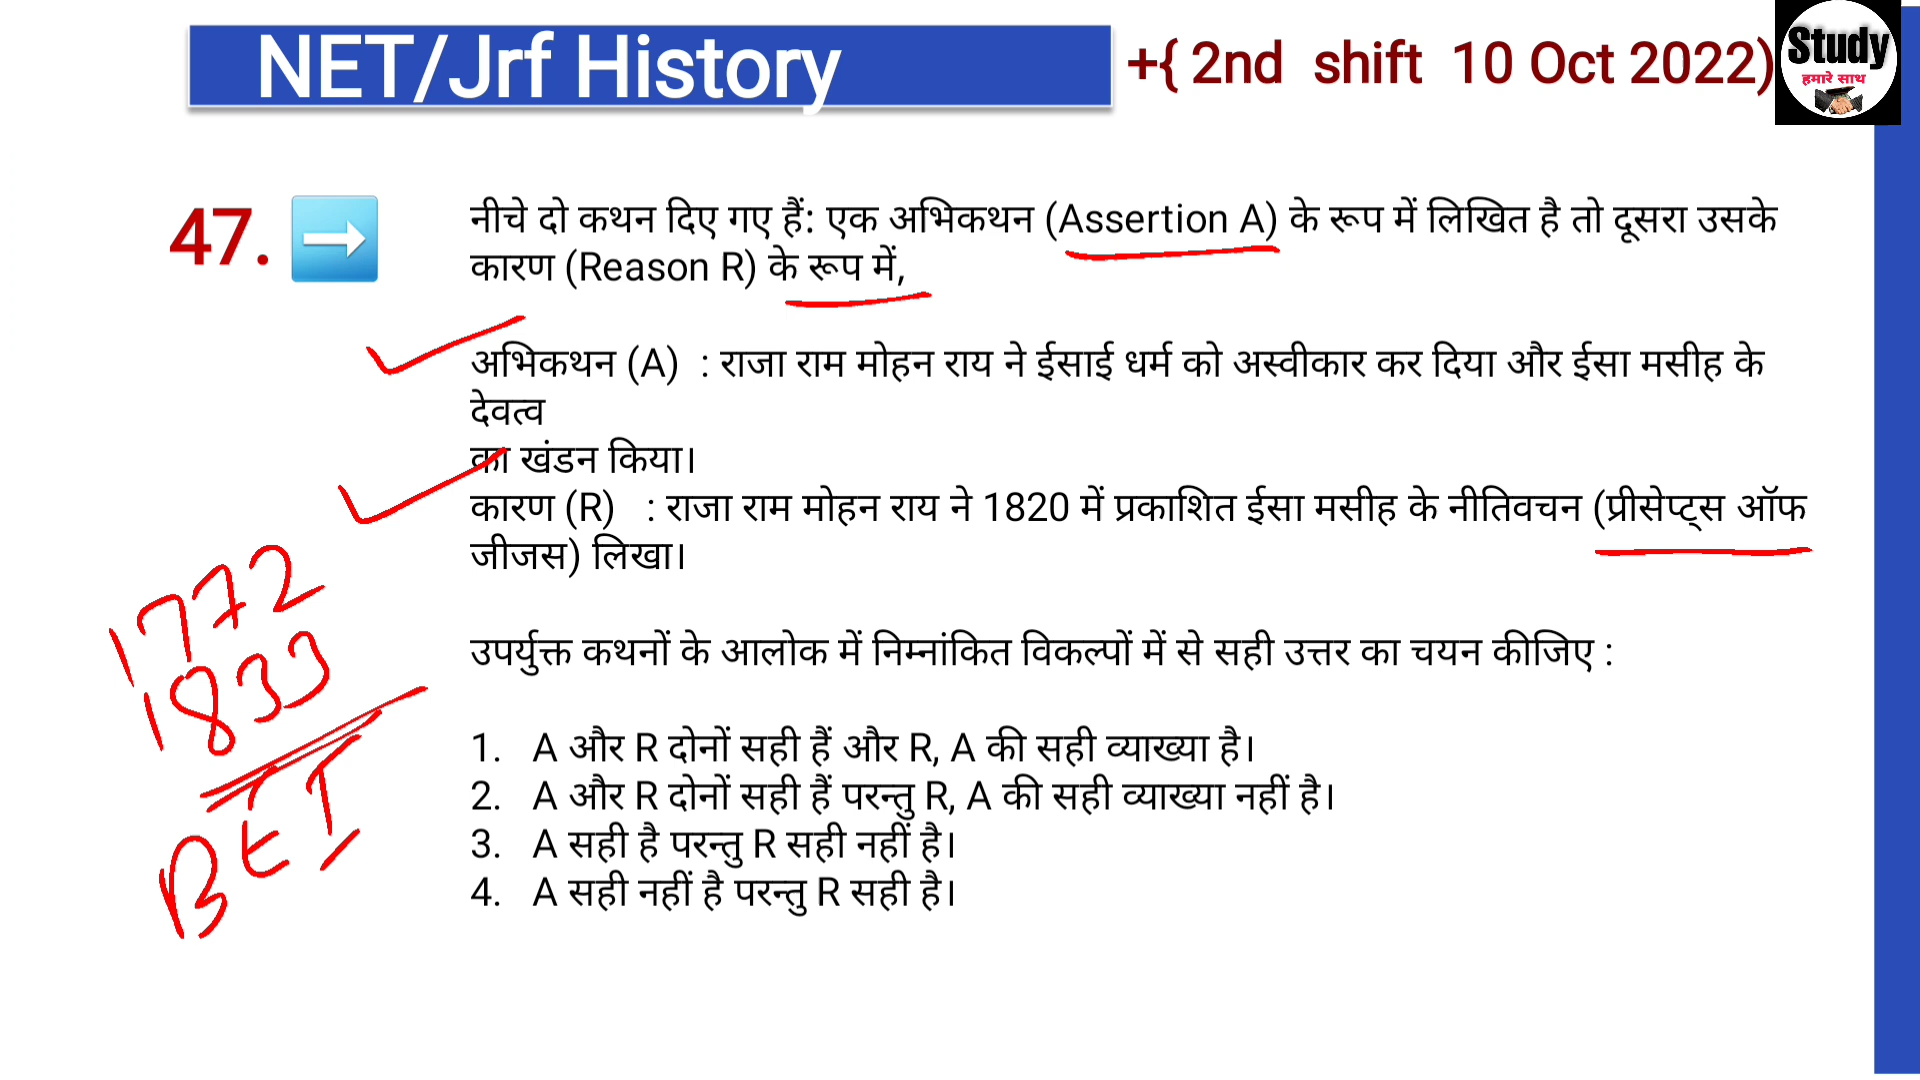 NET/Jrf History
+{ 2nd shift 10 Oct 2022)
Study
हमारे साथ
47.
नीचे दो कथन दिए गए हैं: एक अभिकथन (Assertion A) के रूप में लिखित है तो दूसरा उसके
कारण (Reason R) के रूप में,
अभिकथन (A) : राजा राम मोहन राय ने ईसाई धर्म को अस्वीकार कर दिया और ईसा मसीह के
देवत्व
का खंडन किया।
कारण (R) : राजा राम मोहन राय ने 1820 में प्रकाशित ईसा मसीह के नीतिवचन (प्रीसेप्ट्स ऑफ
जीजस) लिखा।
1772
1833
उपर्युक्त कथनों के आलोक में निम्नांकित विकल्पों में से सही उत्तर का चयन कीजिए :
1. A और R दोनों सही हैं और R, A की सही व्याख्या है।
2. A और R दोनों सही हैं परन्तु R, A की सही व्याख्या नहीं है।
3. A सही है परन्तु R सही नहीं है।
4. A सही नहीं है परन्तु R सही है।